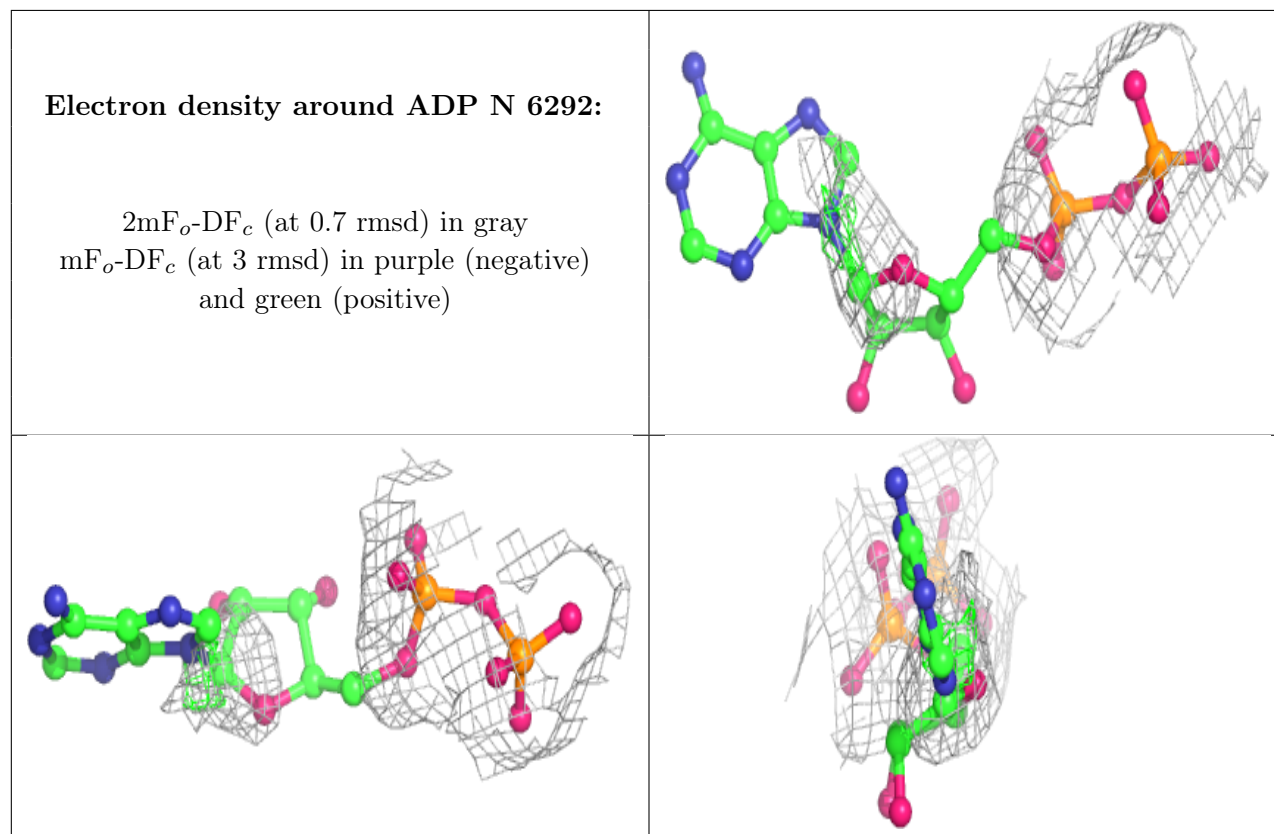 Electron density around ADP N 6292:
2mFₒ-DF𝒸 (at 0.7 rmsd) in gray
mFₒ-DF𝒸 (at 3 rmsd) in purple (negative)
and green (positive)